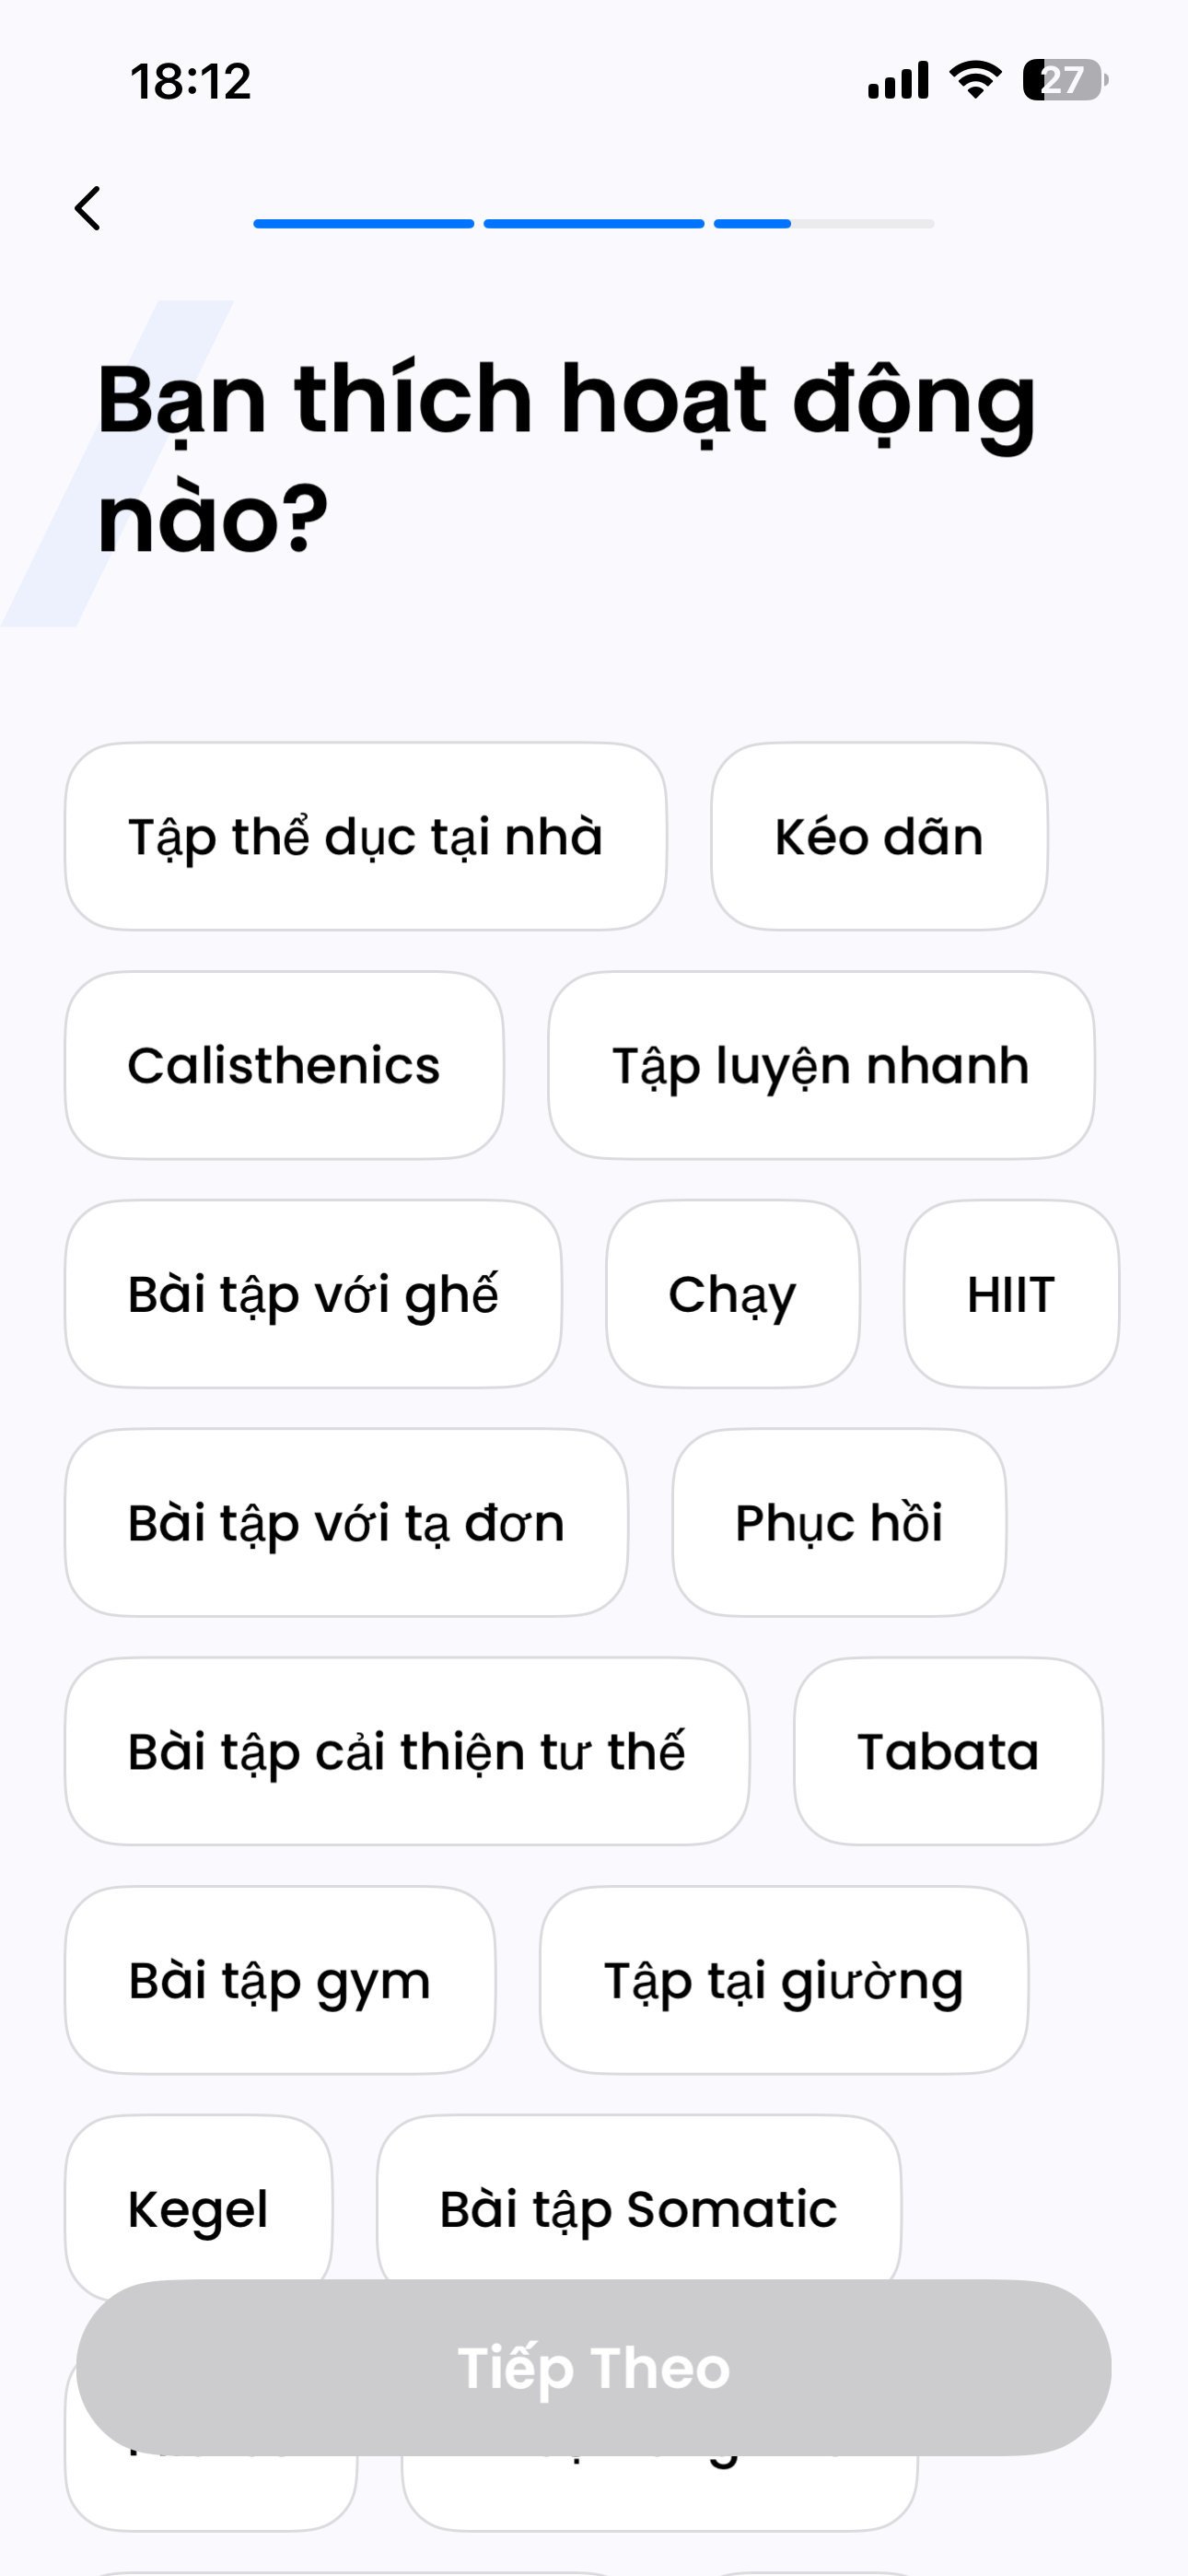 18:12
27
Bạn thích hoạt động
nào?
Tập thể dục tại nhà
Kéo dãn
Calisthenics
Tập luyện nhanh
Bài tập với ghế
Chạy
HIIT
Bài tập với tạ đơn
Phục hồi
Bài tập cải thiện tư thế
Tabata
Bài tập gym
Tập tại giường
Kegel
Bài tập Somatic
Tiếp Theo